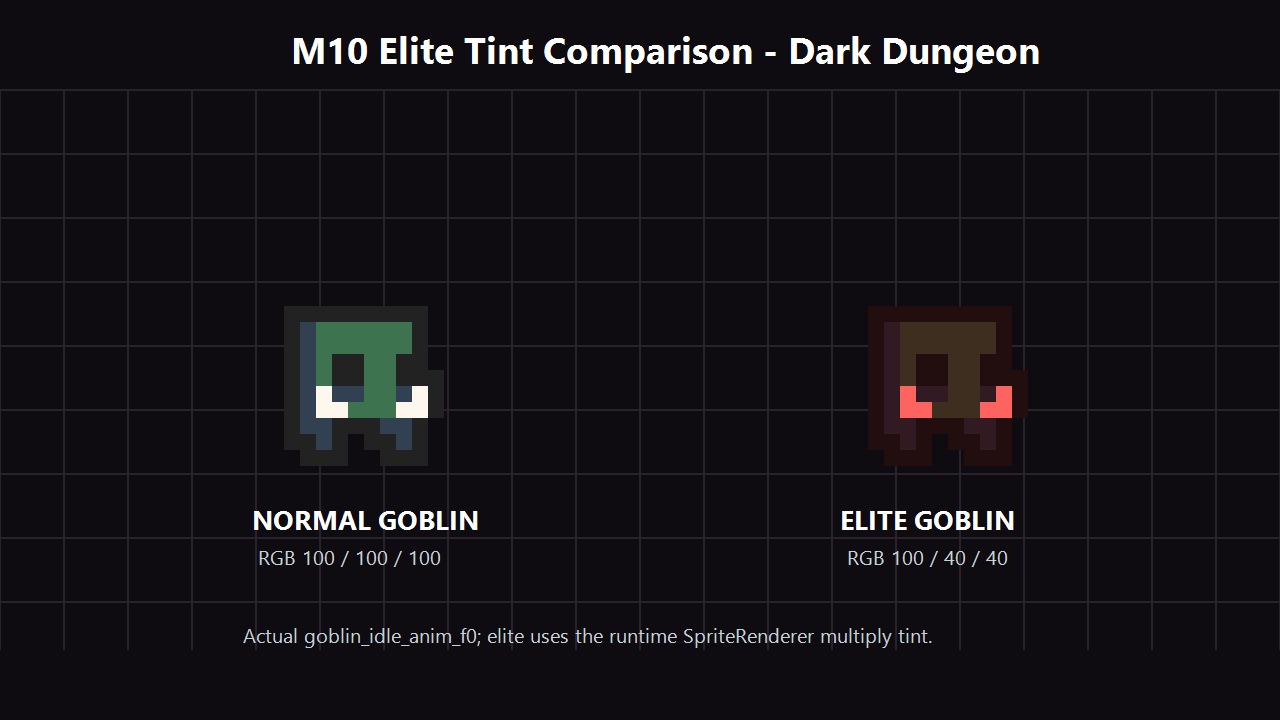 M10 Elite Tint Comparison - Dark Dungeon
NORMAL GOBLIN
RGB 100 / 100 / 100
ELITE GOBLIN
RGB 100 / 40 / 40
Actual goblin_idle_anim_f0; elite uses the runtime SpriteRenderer multiply tint.